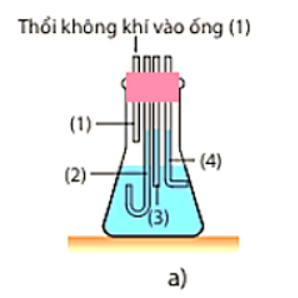 Thổi không khí vào ống (1)
(1)
(2)
(4)
(3)
a)